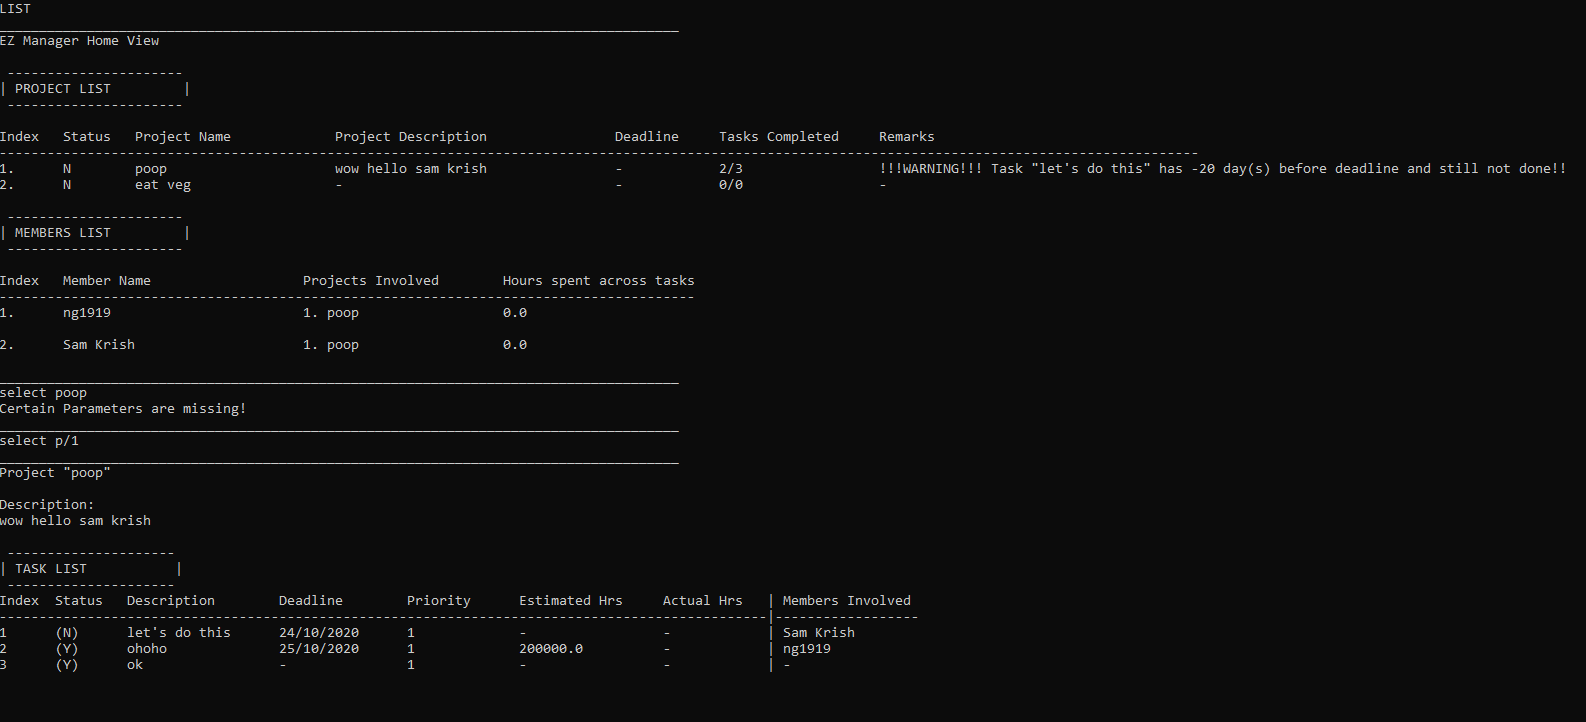 LIST
______________________________________________________________________________________
EZ Manager Home View
----------------------
| PROJECT LIST         |
----------------------
Index   Status   Project Name             Project Description                Deadline     Tasks Completed     Remarks
------------------------------------------------------------------------------------------------------------------------------------------------------
1.      N        poop                     wow hello sam krish                -            2/3                 !!!WARNING!!! Task "let's do this" has -20 day(s) before deadline and still not done!!
2.      N        eat veg                  -                                  -            0/0                 -
----------------------
| MEMBERS LIST         |
----------------------
Index   Member Name                   Projects Involved        Hours spent across tasks
---------------------------------------------------------------------------------------
1.      ng1919                        1. poop                  0.0
2.      Sam Krish                     1. poop                  0.0
______________________________________________________________________________________
select poop
Certain Parameters are missing!
______________________________________________________________________________________
select p/1
______________________________________________________________________________________
Project "poop"
Description:
wow hello sam krish
---------------------
| TASK LIST           |
---------------------
Index  Status   Description        Deadline        Priority      Estimated Hrs     Actual Hrs   | Members Involved
------------------------------------------------------------------------------------------------|------------------
1      (N)      let's do this      24/10/2020      1             -                 -            | Sam Krish
2      (Y)      ohoho              25/10/2020      1             200000.0          -            | ng1919
3      (Y)      ok                 -               1             -                 -            | -